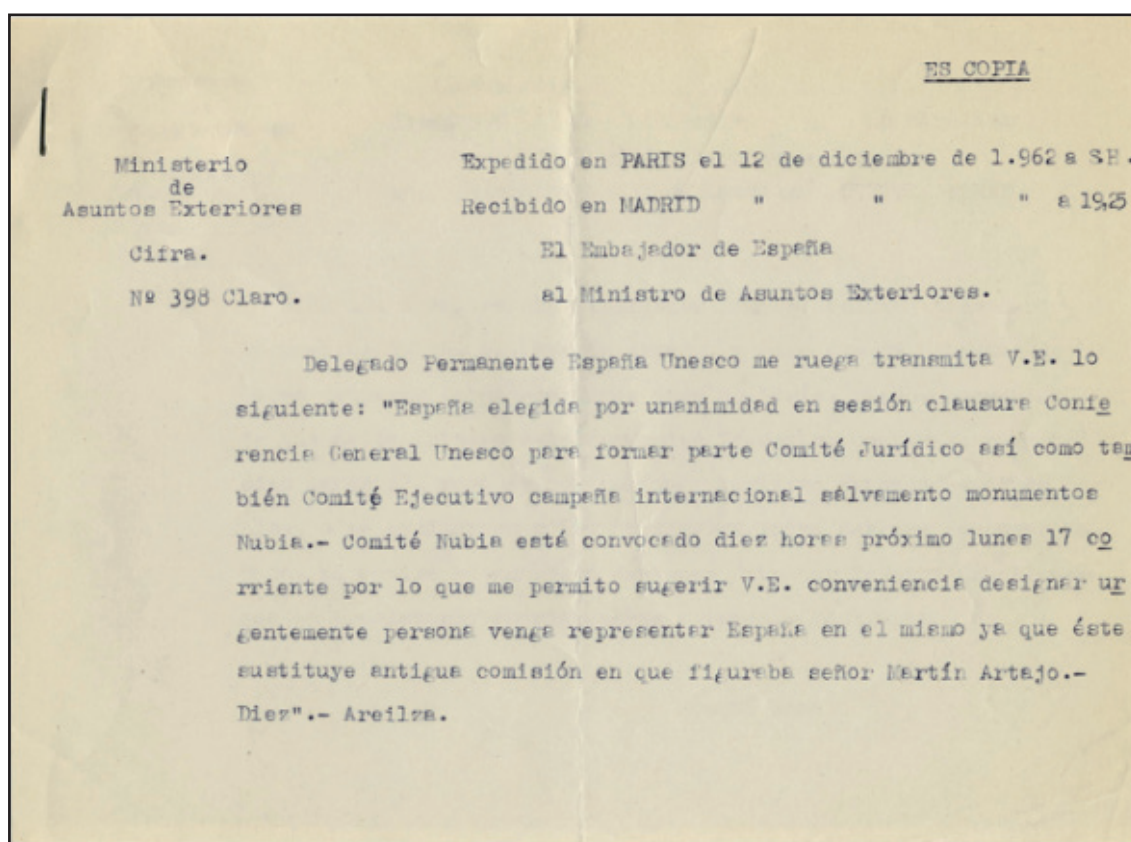 ES COPIA
Ministerio
de
Asuntos Exteriores
Cifra.
Nº 398 Claro.
Expedido en PARIS el 12 de diciembre de 1.962 a S.E.
Recibido en MADRID " " " a 19,25
El Embajador de España
al Ministro de Asuntos Exteriores.
Delegado Permanente España Unesco me ruega transmita V.E. lo
siguiente: "España elegida por unanimidad en sesión clausura Confe
rencia General Unesco para formar parte Comité Jurídico así como tam
bién Comité Ejecutivo campaña internacional salvamento monumentos
Nubia.- Comité Nubia está convocado diez horas próximo lunes 17 co
rriente por lo que me permito sugerir V.E. conveniencia designar ur
gentemente persona venga representar España en el mismo ya que éste
sustituye antigua comisión en que figuraba señor Martín Artajo.-
Diez".- Areilza.